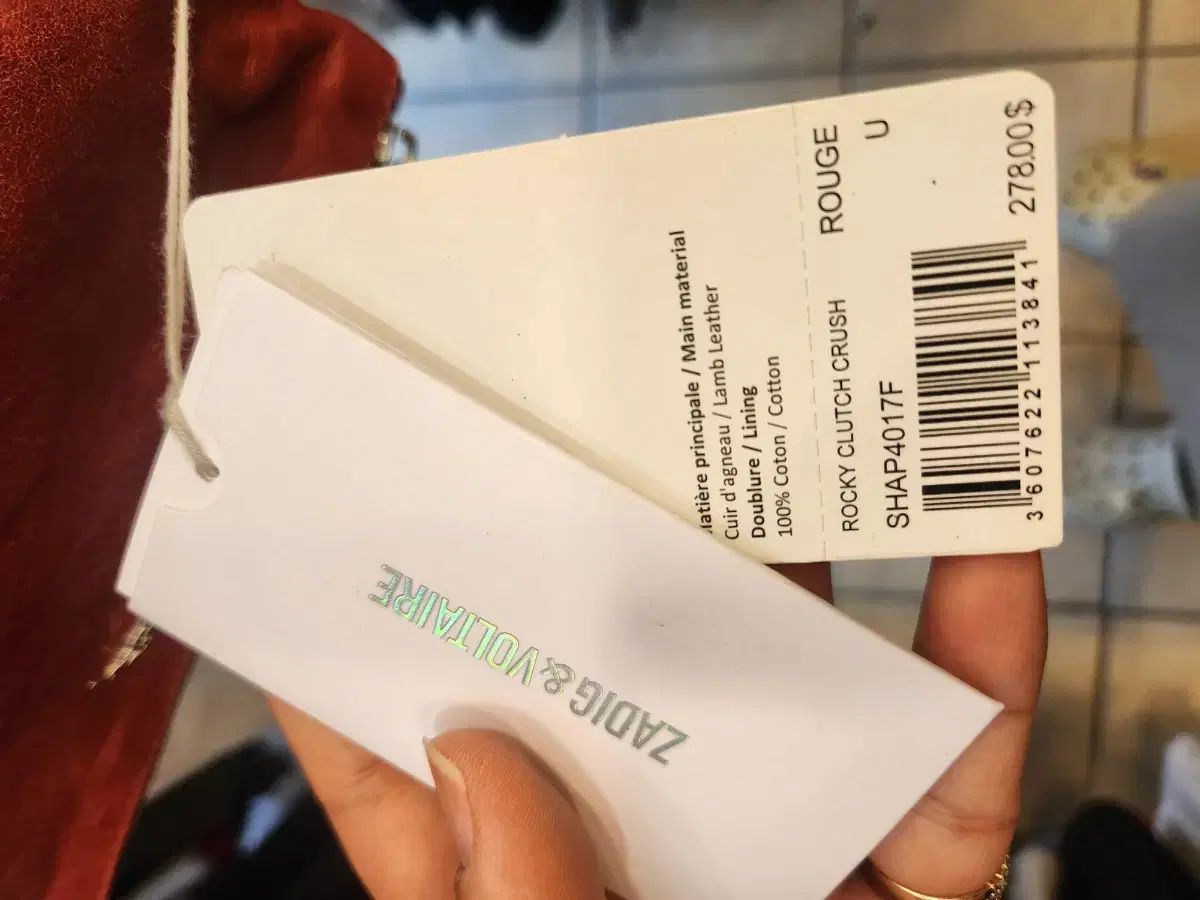 ZADIG & VOLTAIRE
principale / Main material
Cuir d'agneau / Lamb Leather
Doublure / Lining
100% Coton / Cotton
ROCKY CLUTCH CRUSH ROUGE
SHAP4017F U
3 607622 113841
278.00$